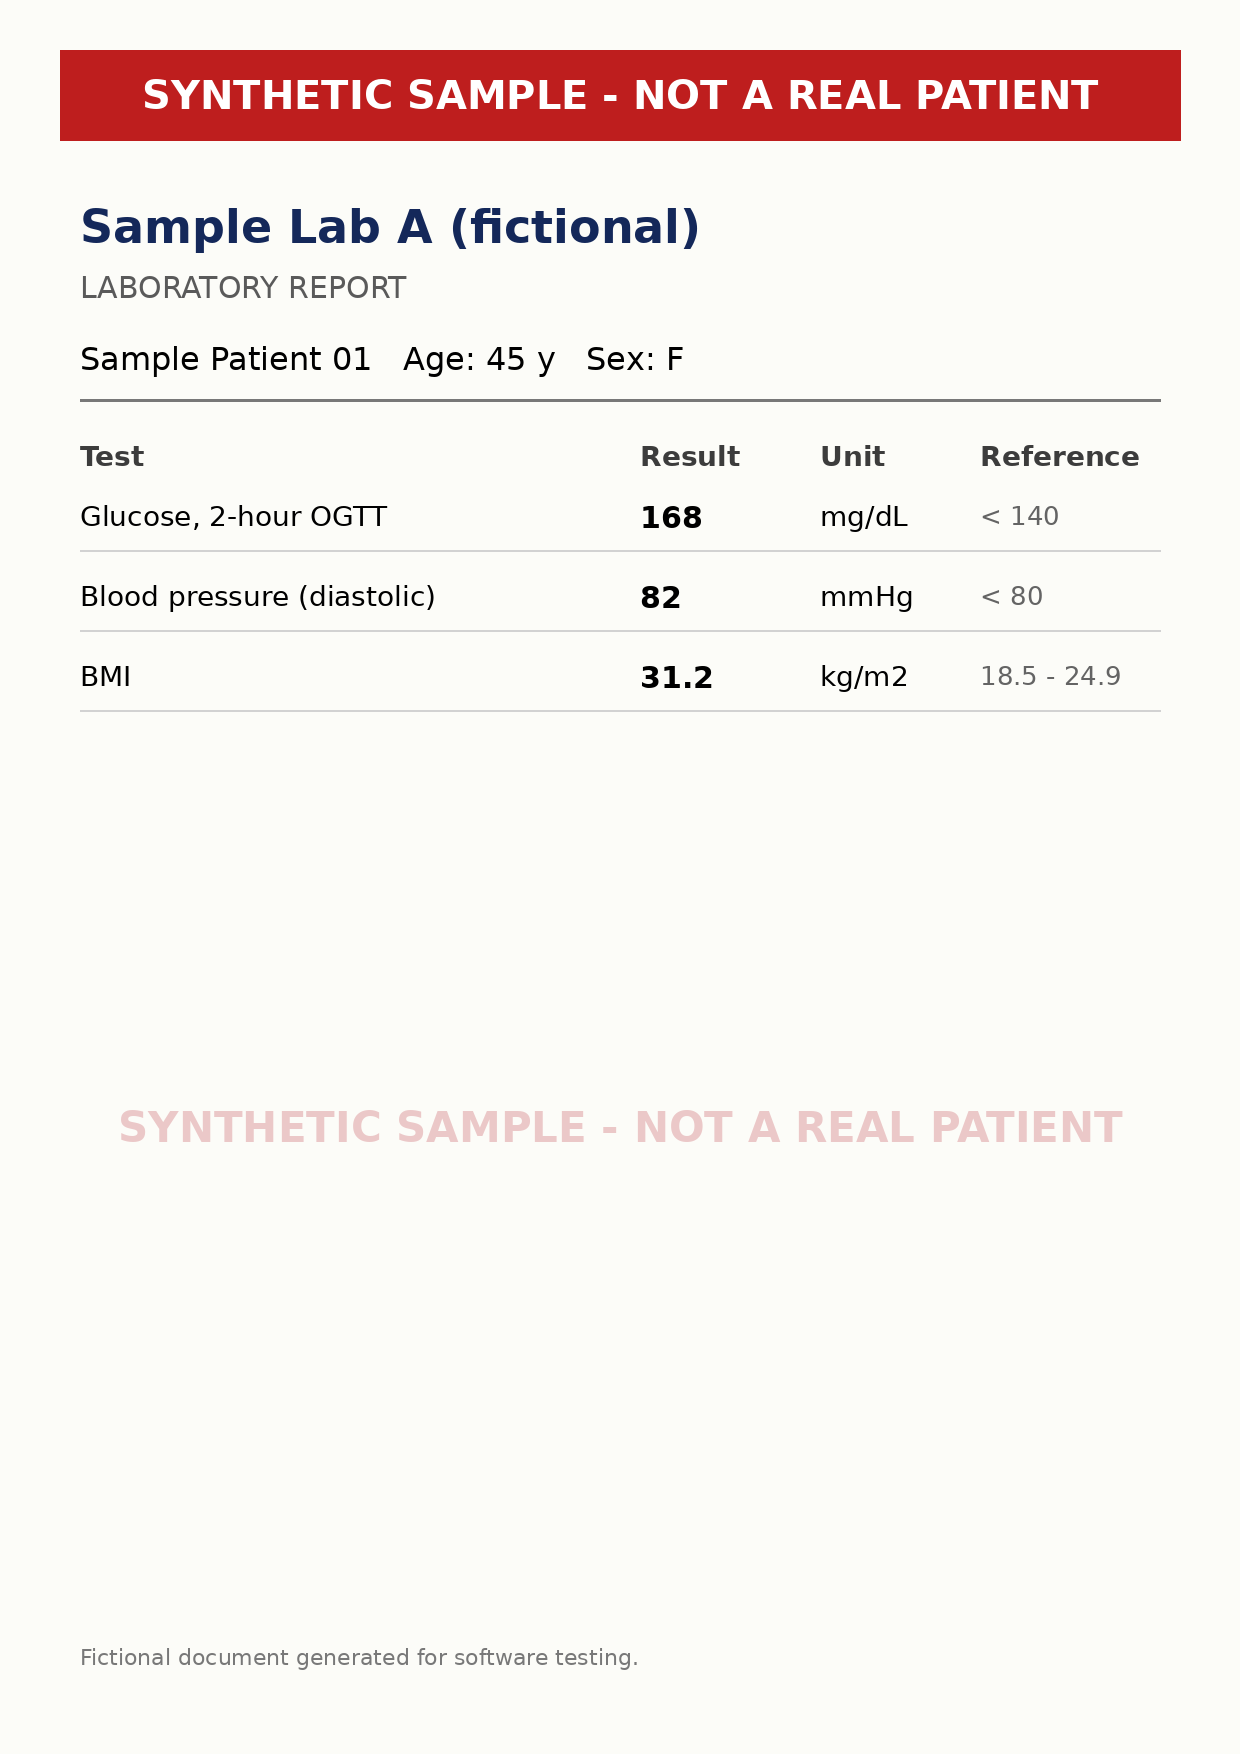 SYNTHETIC SAMPLE - NOT A REAL PATIENT
Sample Lab A (fictional)
LABORATORY REPORT
Sample Patient 01 Age: 45 y Sex: F
Test Result Unit Reference
Glucose, 2-hour OGTT 168 mg/dL < 140
Blood pressure (diastolic) 82 mmHg < 80
BMI 31.2 kg/m2 18.5 - 24.9
SYNTHETIC SAMPLE - NOT A REAL PATIENT
Fictional document generated for software testing.